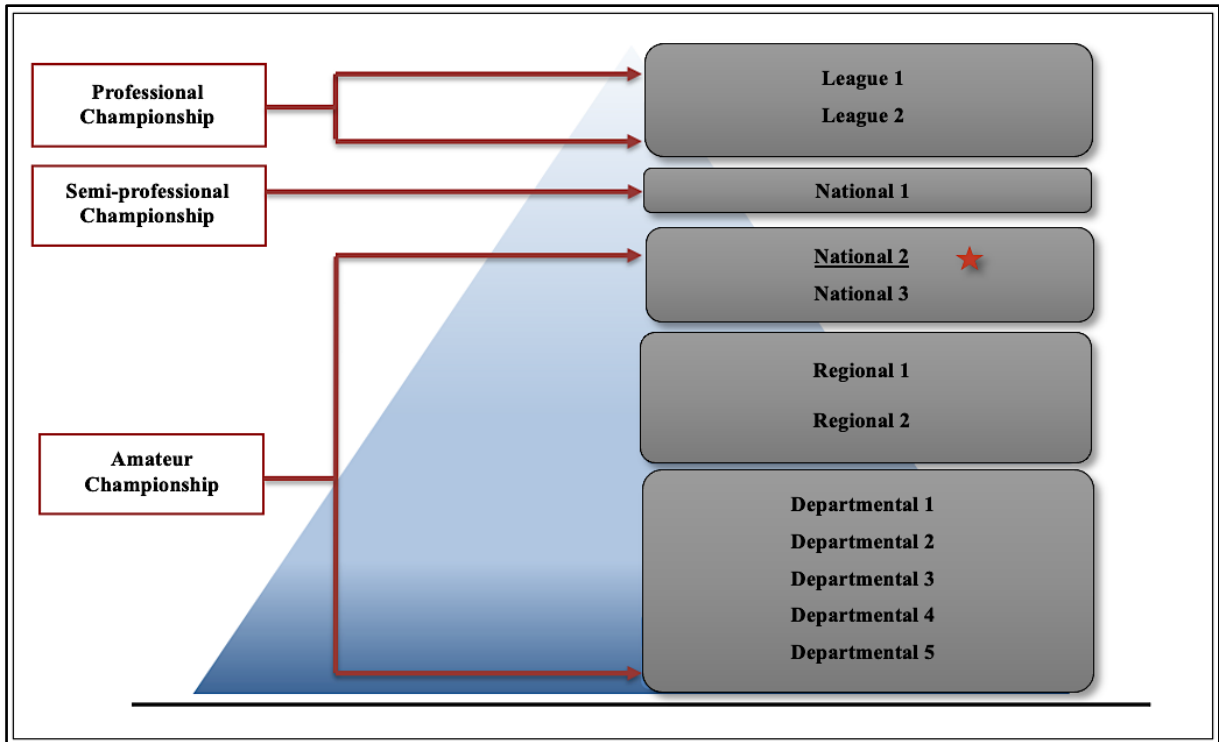 Professional
Championship
League 1
League 2
Semi-professional
Championship
National 1
National 2
National 3
Regional 1
Regional 2
Amateur
Championship
Departmental 1
Departmental 2
Departmental 3
Departmental 4
Departmental 5